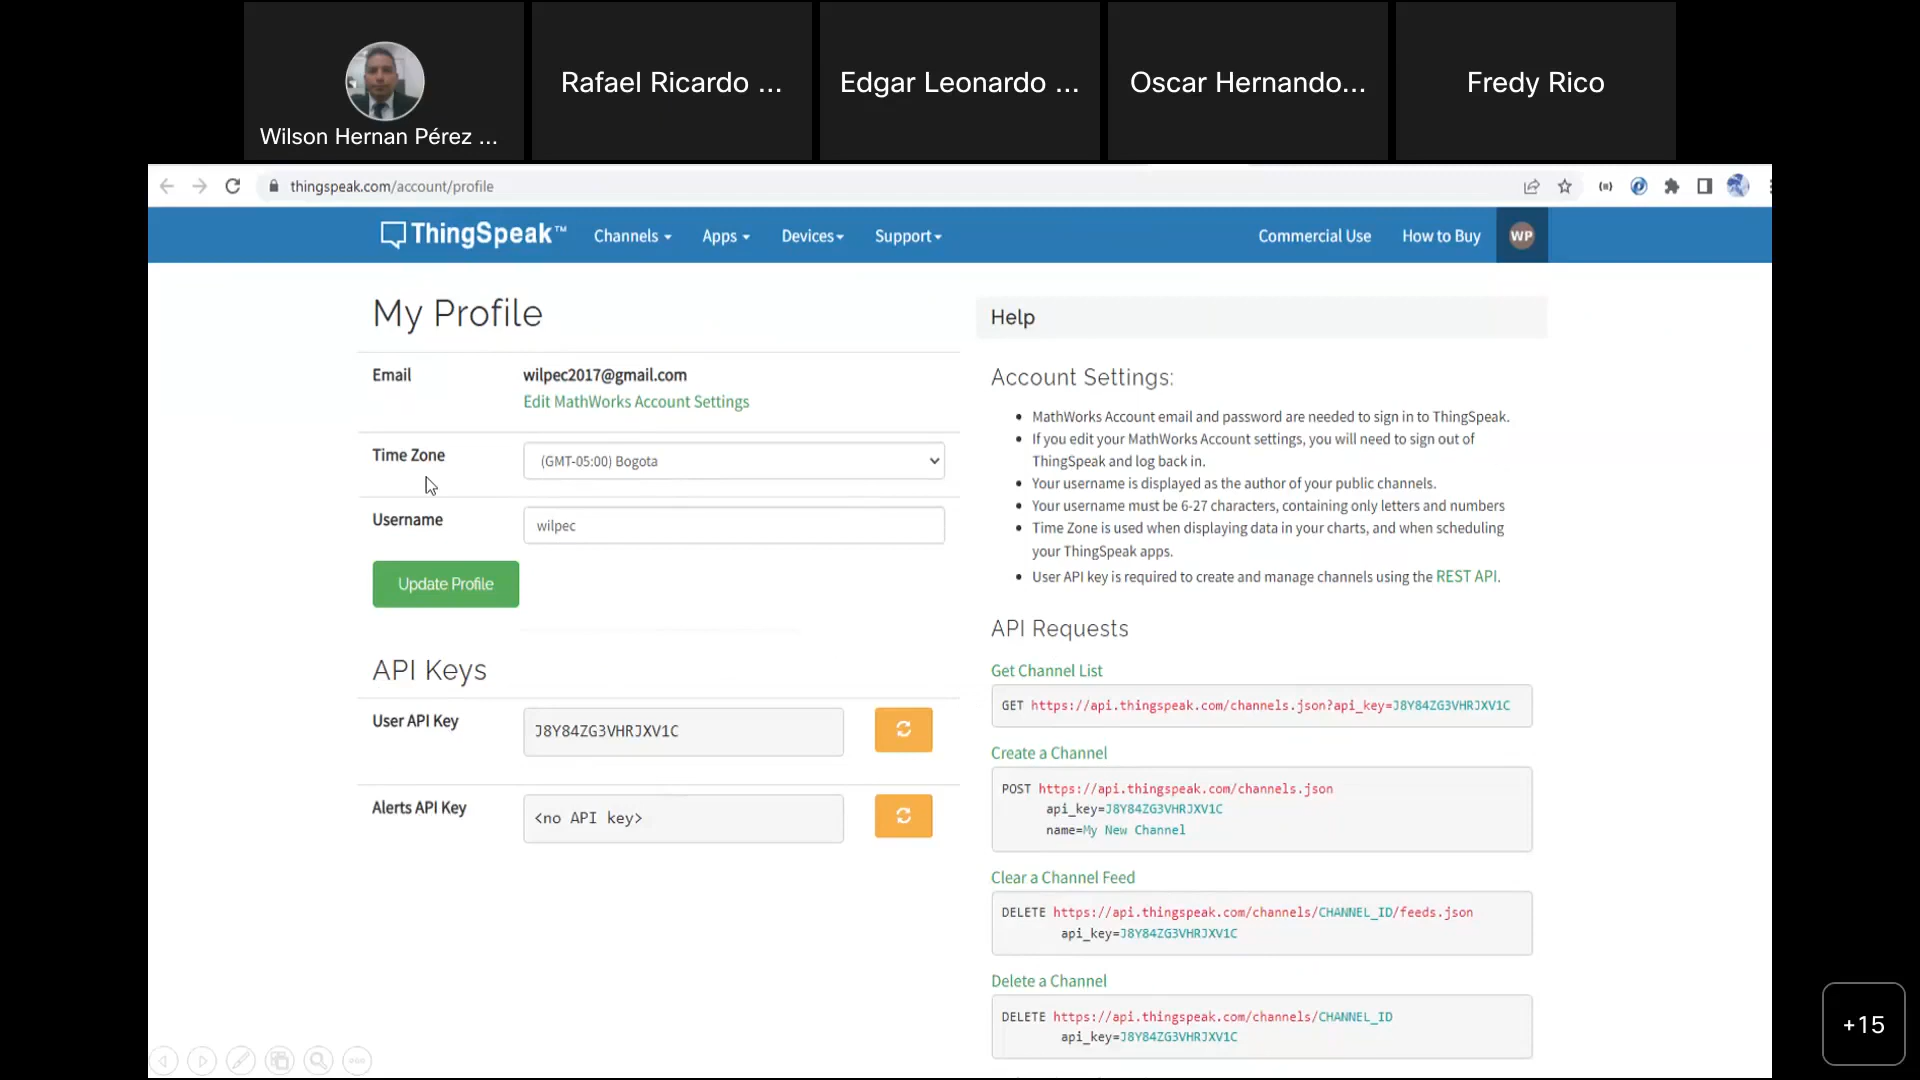 Wilson Hernan Pérez ...
Rafael Ricardo ...
Edgar Leonardo ...
Oscar Hernando...
Fredy Rico
thingspeak.com/account/profile
ThingSpeak™
Channels
Apps
Devices
Support
Commercial Use
How to Buy
WP
My Profile
Email
wilpec2017@gmail.com
Edit MathWorks Account Settings
Time Zone
(GMT-05:00) Bogota
Username
wilpec
Update Profile
API Keys
User API Key
J8Y84ZG3VHRJXV1C
Alerts API Key
<no API key>
Help
Account Settings:
MathWorks Account email and password are needed to sign in to ThingSpeak.
If you edit your MathWorks Account settings, you will need to sign out of
ThingSpeak and log back in.
Your username is displayed as the author of your public channels.
Your username must be 6-27 characters, containing only letters and numbers
Time Zone is used when displaying data in your charts, and when scheduling
your ThingSpeak apps.
User API key is required to create and manage channels using the REST API.
API Requests
Get Channel List
GET https://api.thingspeak.com/channels.json?api_key=J8Y84ZG3VHRJXV1C
Create a Channel
POST https://api.thingspeak.com/channels.json
api_key=J8Y84ZG3VHRJXV1C
name=My New Channel
Clear a Channel Feed
DELETE https://api.thingspeak.com/channels/CHANNEL_ID/feeds.json
api_key=J8Y84ZG3VHRJXV1C
Delete a Channel
DELETE https://api.thingspeak.com/channels/CHANNEL_ID
api_key=J8Y84ZG3VHRJXV1C
+15